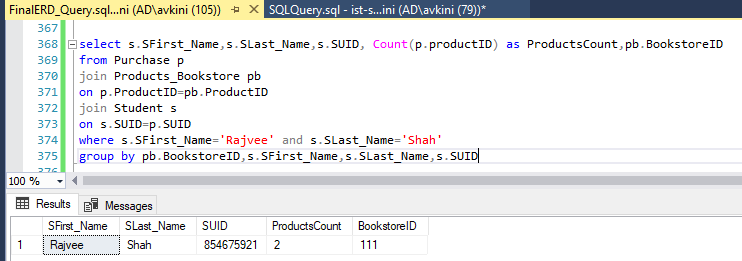 FinalERD_Query.sql...ni (AD\avkini (105)) SQLQuery.sql - ist-s...ini (AD\avkini (79))*
367
368 select s.SFirst_Name,s.SLast_Name,s.SUID, Count(p.productID) as ProductsCount,pb.BookstoreID
369 from Purchase p
370 join Products_Bookstore pb
371 on p.ProductID=pb.ProductID
372 join Student s
373 on s.SUID=p.SUID
374 where s.SFirst_Name='Rajvee' and s.SLast_Name='Shah'
375 group by pb.BookstoreID,s.SFirst_Name,s.SLast_Name,s.SUID
376
100 %
Results Messages
SFirst_Name SLast_Name SUID ProductsCount BookstoreID
1 Rajvee Shah 854675921 2 111